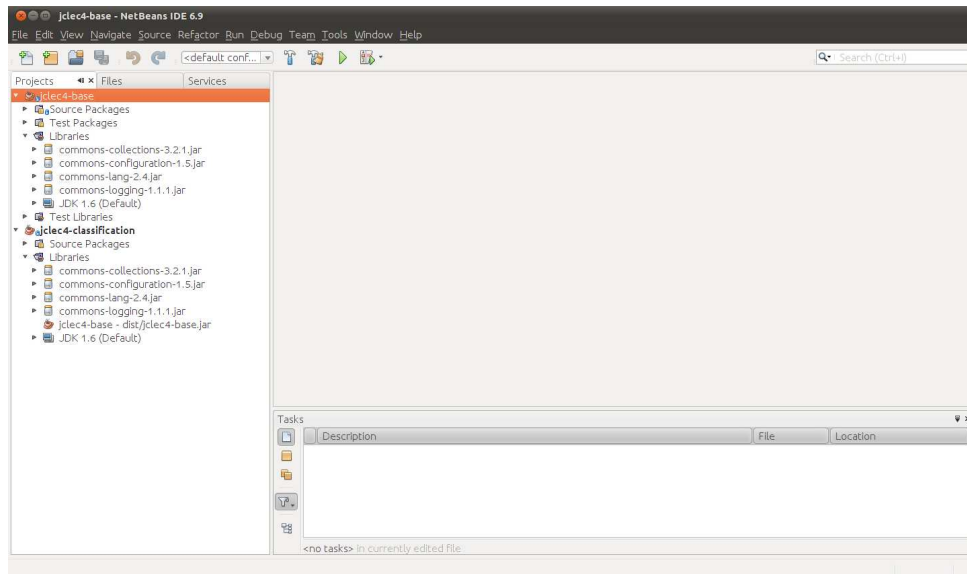 jclec4-base - NetBeans IDE 6.9
File Edit View Navigate Source Refactor Run Debug Team Tools Window Help
<default conf...
Search (Ctrl+I)
Projects Files Services
jclec4-base
Source Packages
Test Packages
Libraries
commons-collections-3.2.1.jar
commons-configuration-1.5.jar
commons-lang-2.4.jar
commons-logging-1.1.1.jar
JDK 1.6 (Default)
Test Libraries
jclec4-classification
Source Packages
Libraries
commons-collections-3.2.1.jar
commons-configuration-1.5.jar
commons-lang-2.4.jar
commons-logging-1.1.1.jar
jclec4-base - dist/jclec4-base.jar
JDK 1.6 (Default)
Tasks
Description File Location
<no tasks> in currently edited file